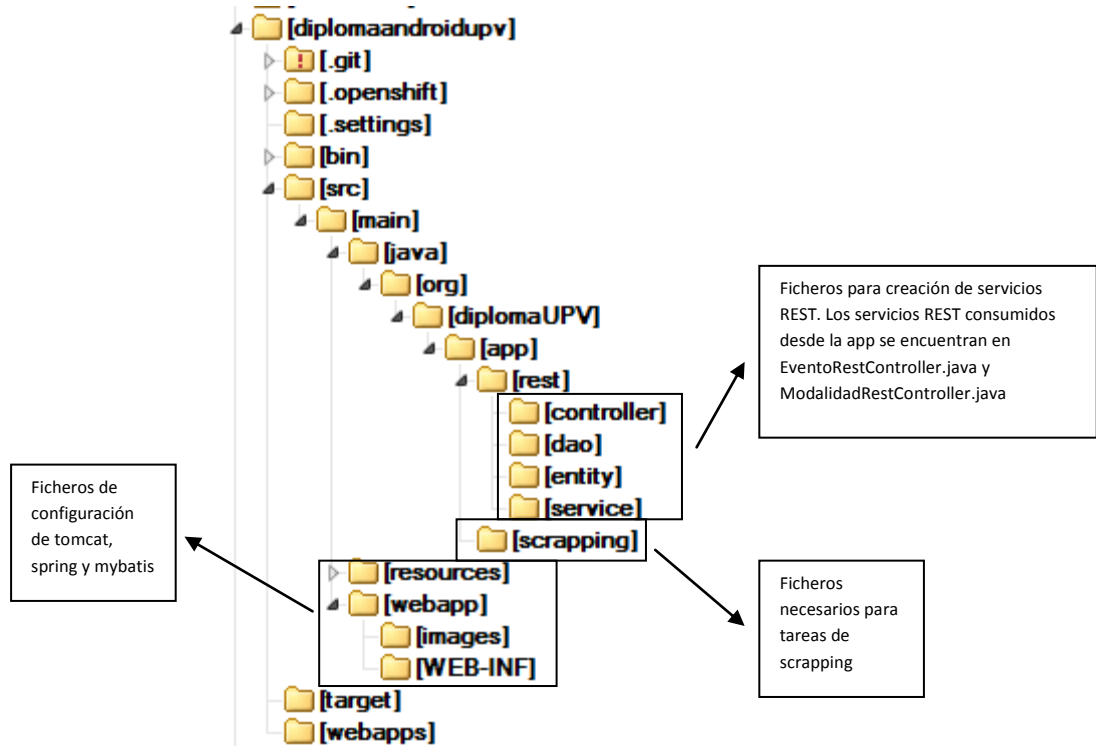 [diplomaandroidupv]
[.git]
[.openshift]
[.settings]
[bin]
[src]
[main]
[java]
[org]
[diplomaUPV]
[app]
[rest]
[controller]
[dao]
[entity]
[service]
[scrapping]
[resources]
[webapp]
[images]
[WEB-INF]
[target]
[webapps]
Ficheros para creación de servicios
REST. Los servicios REST consumidos
desde la app se encuentran en
EventoRestController.java y
ModalidadRestController.java
Ficheros de
configuración
de tomcat,
spring y mybatis
Ficheros
necesarios para
tareas de
scrapping